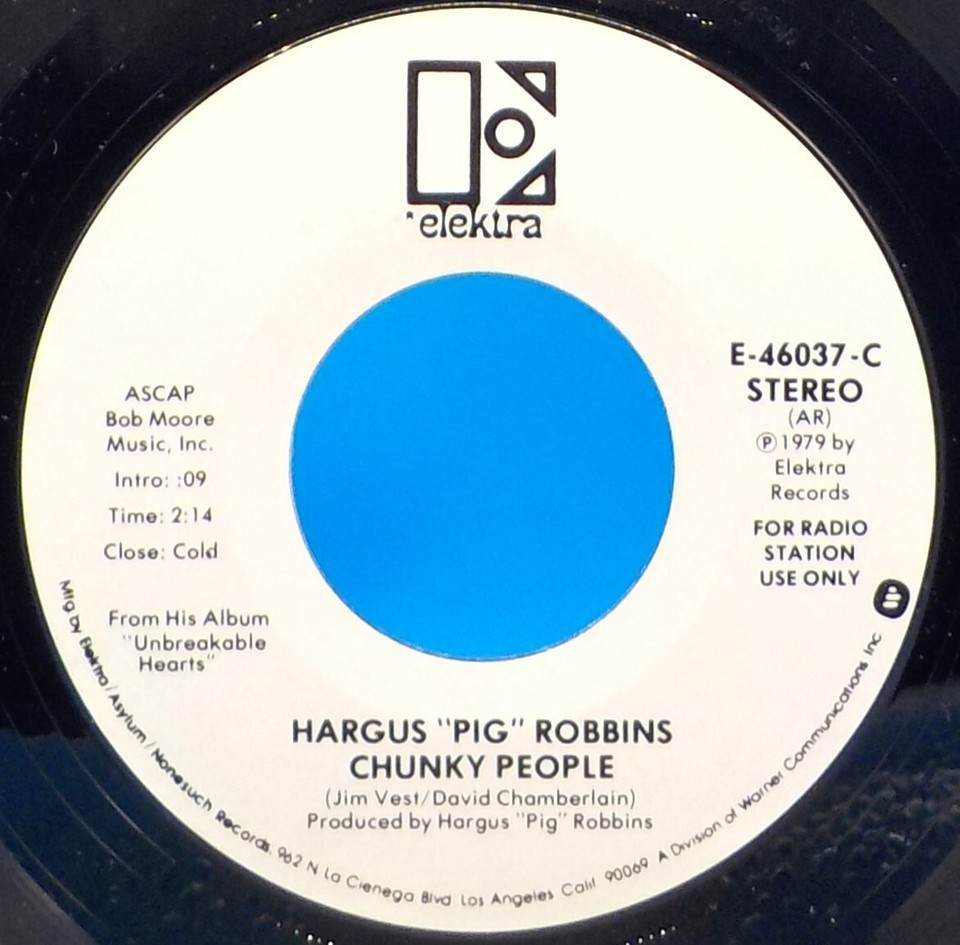 elektra
E-46037-C
STEREO
(AR)
℗ 1979 by
Elektra
Records
FOR RADIO
STATION
USE ONLY
ASCAP
Bob Moore
Music, Inc.
Intro: :09
Time: 2:14
Close: Cold
From His Album
"Unbreakable
Hearts"
HARGUS "PIG" ROBBINS
CHUNKY PEOPLE
(Jim Vest/David Chamberlain)
Produced by Hargus "Pig" Robbins
Mfg by Elektra/Asylum/Nonesuch Records. 962 N La Cienega Blvd Los Angeles Calif 90069 A Division of Warner Communications Inc